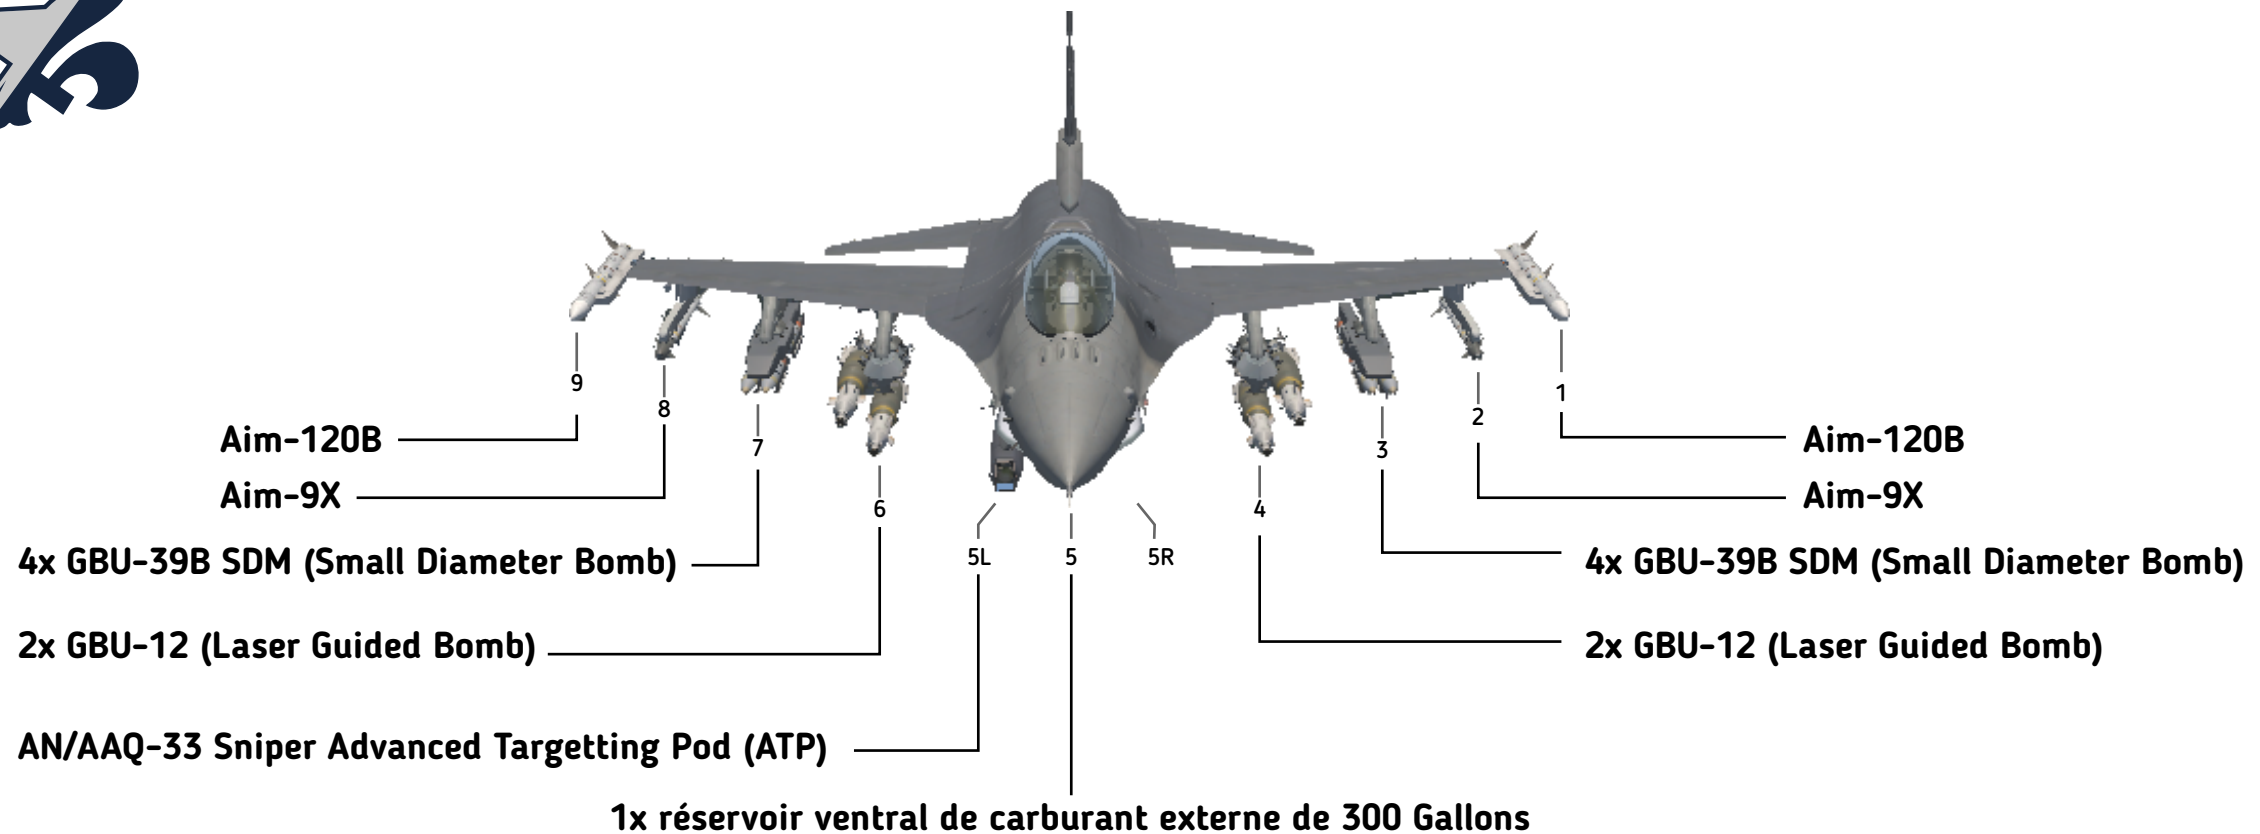 9
8
7
6
5L
5
5R
4
3
2
1
Aim-120B
Aim-120B
Aim-9X
Aim-9X
4x GBU-39B SDM (Small Diameter Bomb)
4x GBU-39B SDM (Small Diameter Bomb)
2x GBU-12 (Laser Guided Bomb)
2x GBU-12 (Laser Guided Bomb)
AN/AAQ-33 Sniper Advanced Targetting Pod (ATP)
1x réservoir ventral de carburant externe de 300 Gallons